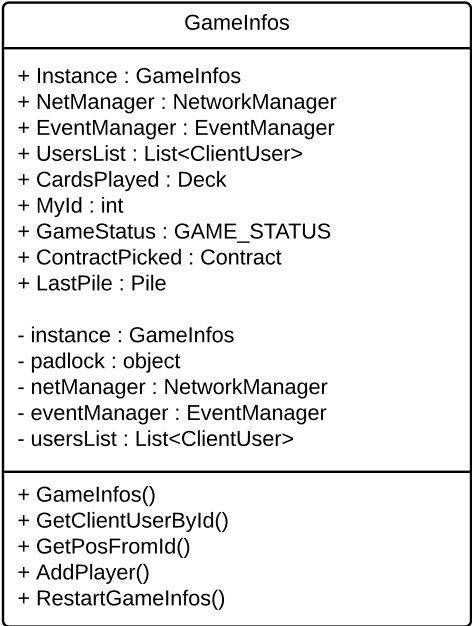 GameInfos
+ Instance : GameInfos
+ NetManager : NetworkManager
+ EventManager : EventManager
+ UsersList : List<ClientUser>
+ CardsPlayed : Deck
+ MyId : int
+ GameStatus : GAME_STATUS
+ ContractPicked : Contract
+ LastPile : Pile
- instance : GameInfos
- padlock : object
- netManager : NetworkManager
- eventManager : EventManager
- usersList : List<ClientUser>
+ GameInfos()
+ GetClientUserById()
+ GetPosFromId()
+ AddPlayer()
+ RestartGameInfos()